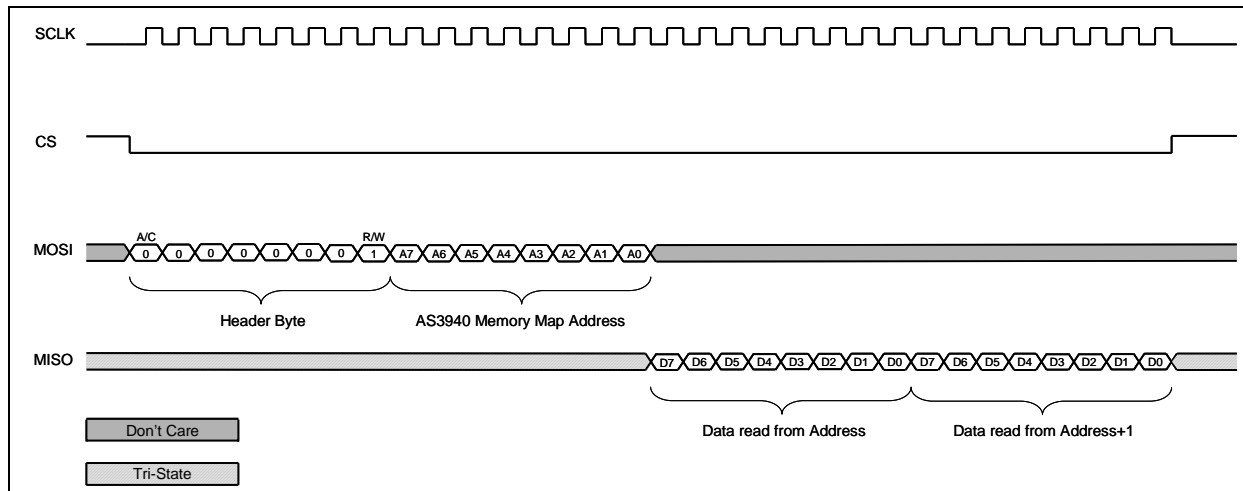 SCLK
CS
A/C R/W
MOSI 0 0 0 0 0 0 0 1 A7 A6 A5 A4 A3 A2 A1 A0
Header Byte AS3940 Memory Map Address
MISO D7 D6 D5 D4 D3 D2 D1 D0 D7 D6 D5 D4 D3 D2 D1 D0
Data read from Address Data read from Address+1
Don't Care
Tri-State